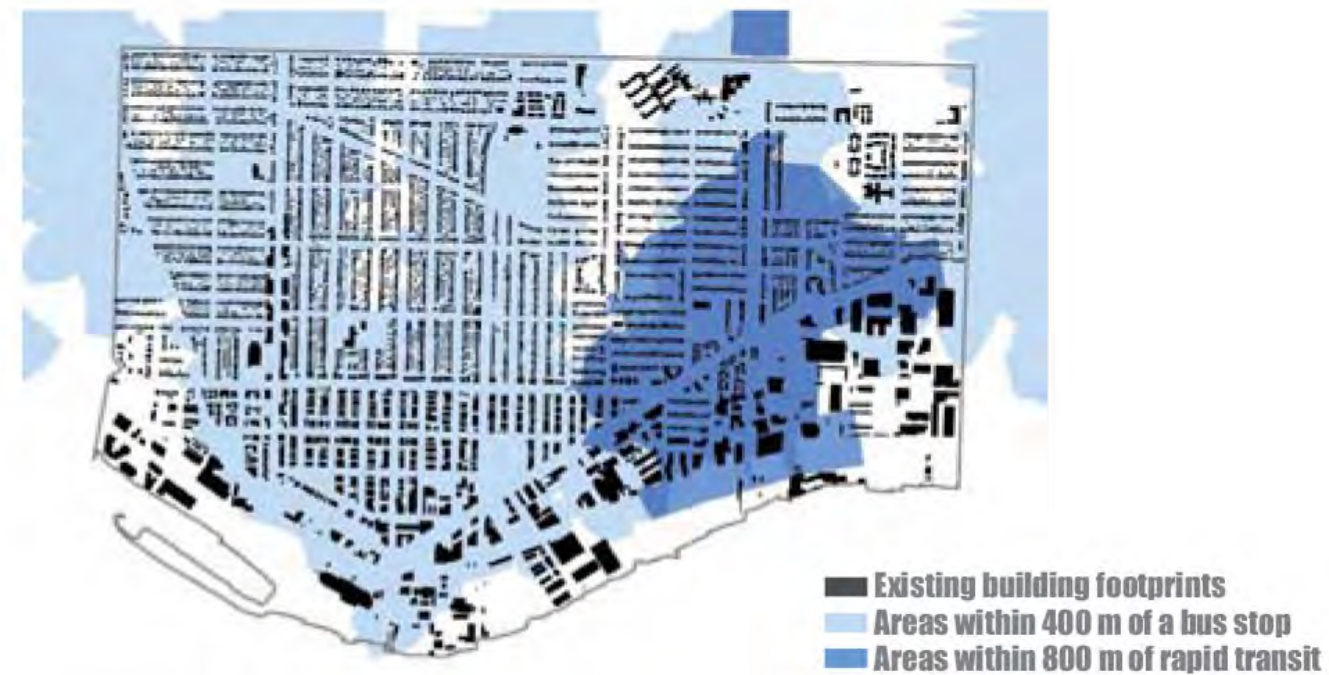 Existing building footprints
Areas within 400 m of a bus stop
Areas within 800 m of rapid transit